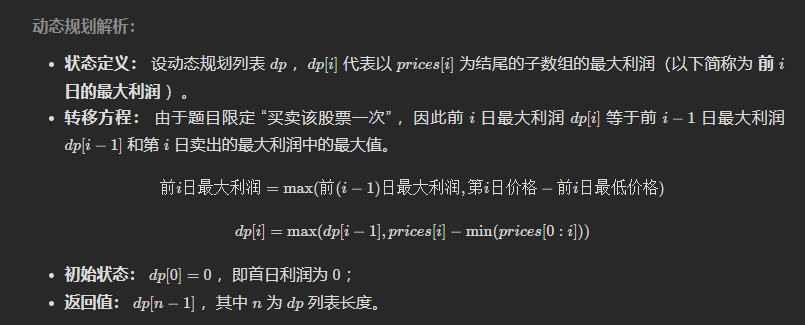 动态规划解析：
• 状态定义： 设动态规划列表 dp ，dp[i] 代表以 prices[i] 为结尾的子数组的最大利润（以下简称为 前 i
日的最大利润 ）。
• 转移方程： 由于题目限定 “买卖该股票一次” ，因此前 i 日最大利润 dp[i] 等于前 i − 1 日最大利润
dp[i − 1] 和第 i 日卖出的最大利润中的最大值。
前i日最大利润 = max(前(i − 1)日最大利润, 第i日价格 − 前i日最低价格)
dp[i] = max(dp[i − 1], prices[i] − min(prices[0 : i]))
• 初始状态： dp[0] = 0 ，即首日利润为 0 ；
• 返回值： dp[n − 1] ，其中 n 为 dp 列表长度。